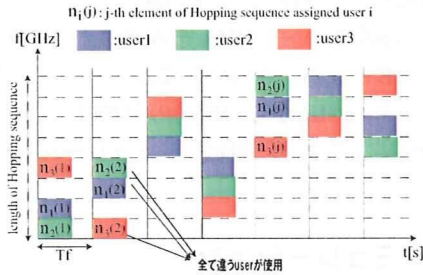 nᵢ(j) : j-th element of Hopping sequence assigned user i
f[GHz]
:user1 :user2 :user3
length of Hopping sequence
n₂(j)
n₁(j)
n₃(j)
n₃(1) n₂(2)
n₁(2)
n₁(1)
n₂(1) n₃(2)
Tf
t[s]
全て違うuserが使用